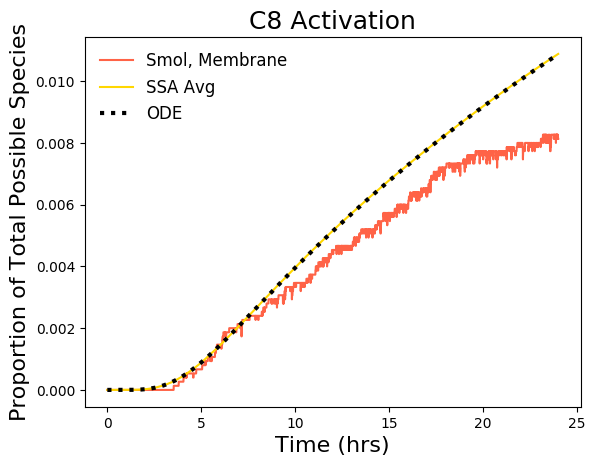 C8 Activation
Proportion of Total Possible Species
Smol, Membrane
SSA Avg
ODE
0.010
0.008
0.006
0.004
0.002
0.000
0
5
10
15
20
25
Time (hrs)